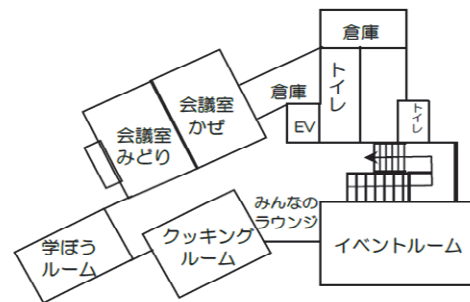 倉庫
トイレ
倉庫
会議室
かぜ
EV
トイレ
会議室
みどり
みんなの
ラウンジ
学ぼう
ルーム
クッキング
ルーム
イベントルーム